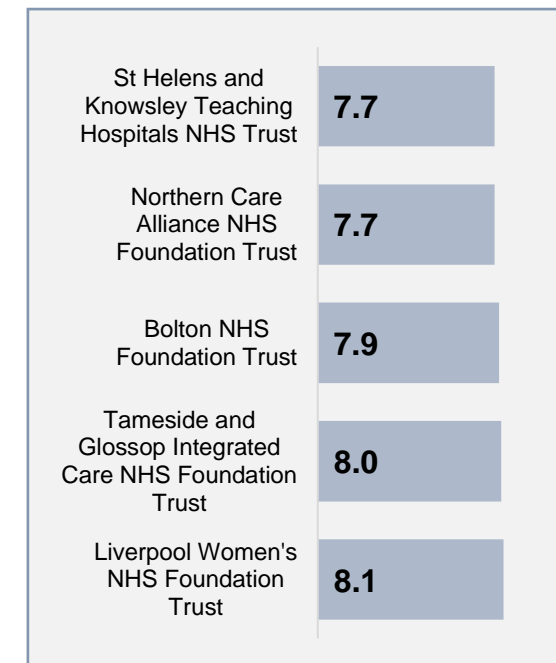 St Helens and
Knowsley Teaching
Hospitals NHS Trust
7.7
Northern Care
Alliance NHS
Foundation Trust
7.7
Bolton NHS
Foundation Trust
7.9
Tameside and
Glossop Integrated
Care NHS Foundation
Trust
8.0
Liverpool Women's
NHS Foundation
Trust
8.1